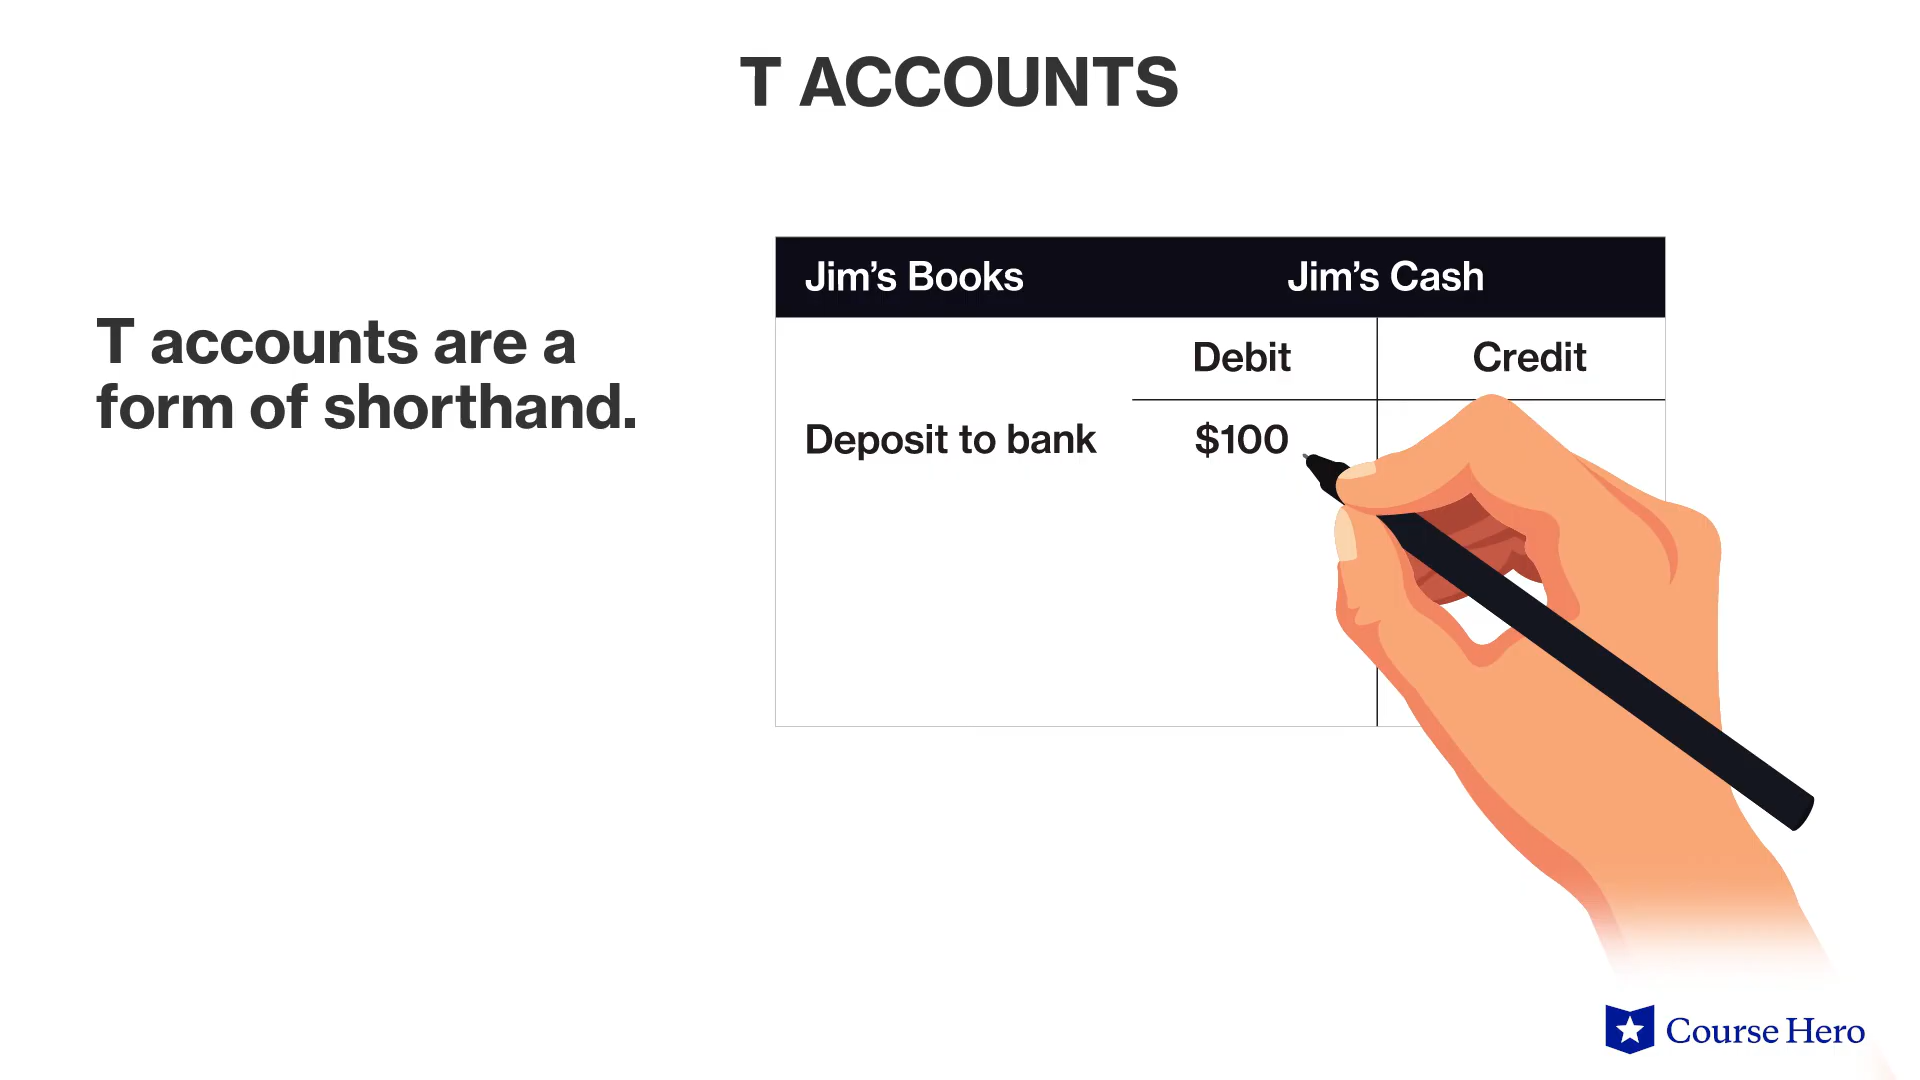 T ACCOUNTS
T accounts are a
form of shorthand.
Jim’s Books Jim’s Cash
Debit Credit
Deposit to bank $100
Course Hero